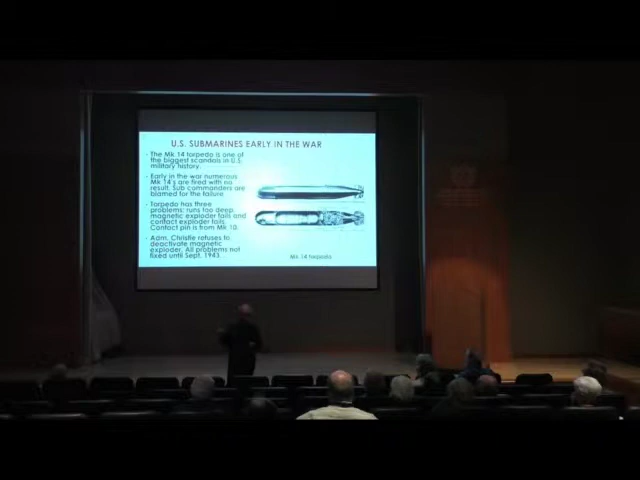 U.S. SUBMARINES EARLY IN THE WAR
• The Mk 14 torpedo is one of
the biggest scandals in U.S.
military history.
• Early in the war numerous
Mk 14's are fired with no
result. Sub commanders are
blamed for the failure.
• Torpedo has three
problems: runs too deep,
magnetic exploder fails and
contact exploder fails.
Contact pin is from Mk 10.
• Adm. Christie refuses to
deactivate magnetic
exploder. All problems not
fixed until Sept. 1943.
Mk 14 Torpedo